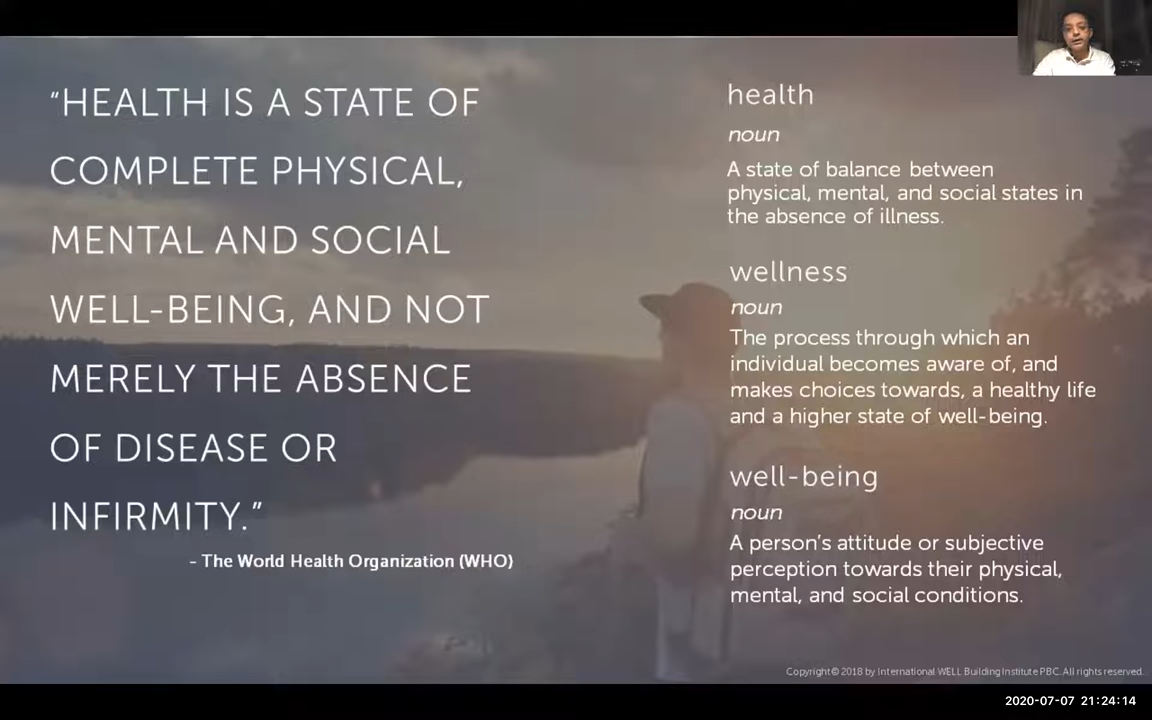 “HEALTH IS A STATE OF
COMPLETE PHYSICAL,
MENTAL AND SOCIAL
WELL-BEING, AND NOT
MERELY THE ABSENCE
OF DISEASE OR
INFIRMITY.”
- The World Health Organization (WHO)
health
noun
A state of balance between
physical, mental, and social states in
the absence of illness.
wellness
noun
The process through which an
individual becomes aware of, and
makes choices towards, a healthy life
and a higher state of well-being.
well-being
noun
A person’s attitude or subjective
perception towards their physical,
mental, and social conditions.
Copyright© 2018 by International WELL Building Institute PBC. All rights reserved.
2020-07-07 21:24:14